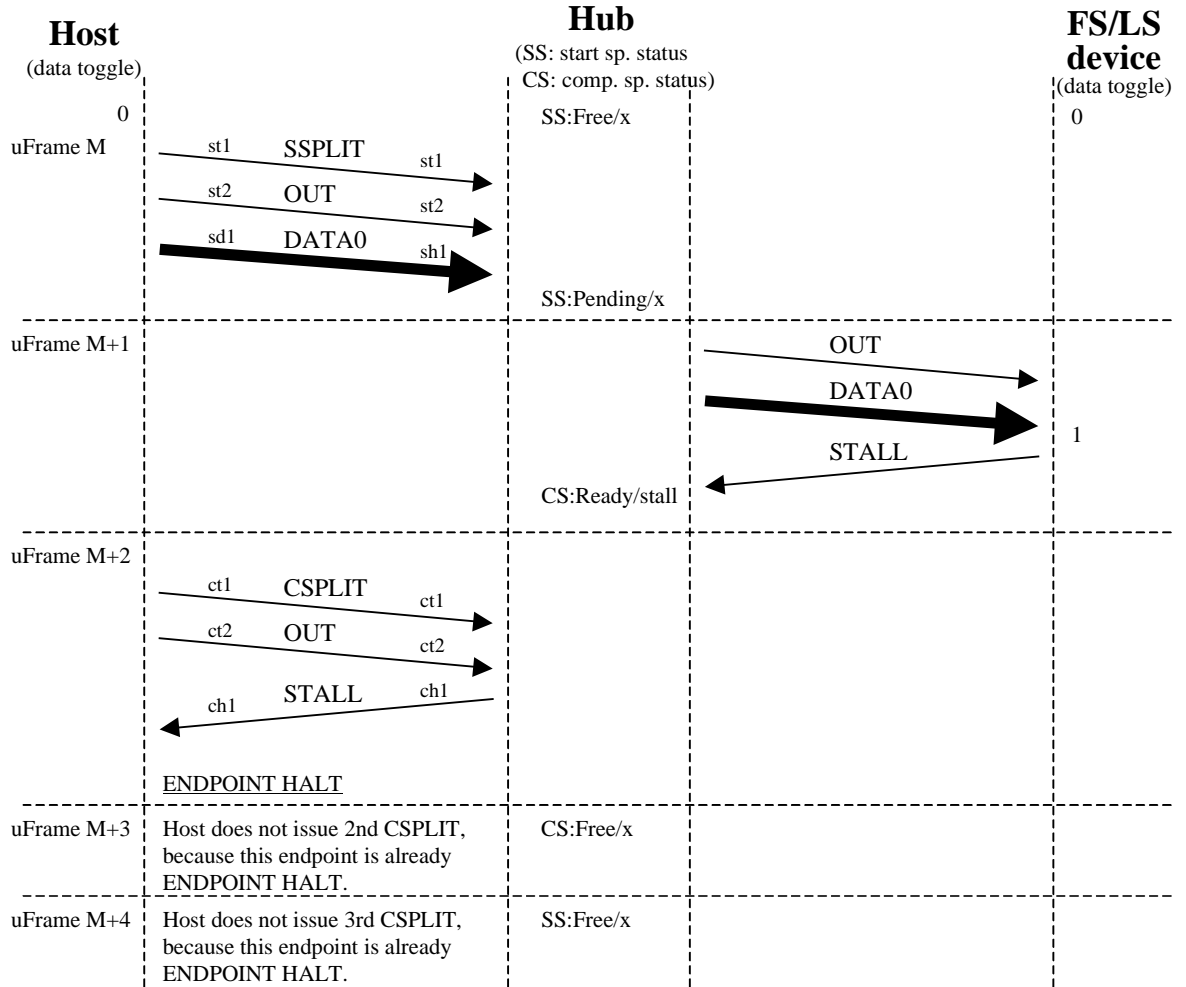 Host
(data toggle)
Hub
(SS: start sp. status
CS: comp. sp. status)
FS/LS
device
(data toggle)
0
SS:Free/x
0
uFrame M
st1 SSPLIT st1
st2 OUT st2
sd1 DATA0 sh1
SS:Pending/x
uFrame M+1
OUT
DATA0
1
STALL
CS:Ready/stall
uFrame M+2
ct1 CSPLIT ct1
ct2 OUT ct2
STALL ch1
ch1
ENDPOINT HALT
uFrame M+3
Host does not issue 2nd CSPLIT,
because this endpoint is already
ENDPOINT HALT.
CS:Free/x
uFrame M+4
Host does not issue 3rd CSPLIT,
because this endpoint is already
ENDPOINT HALT.
SS:Free/x